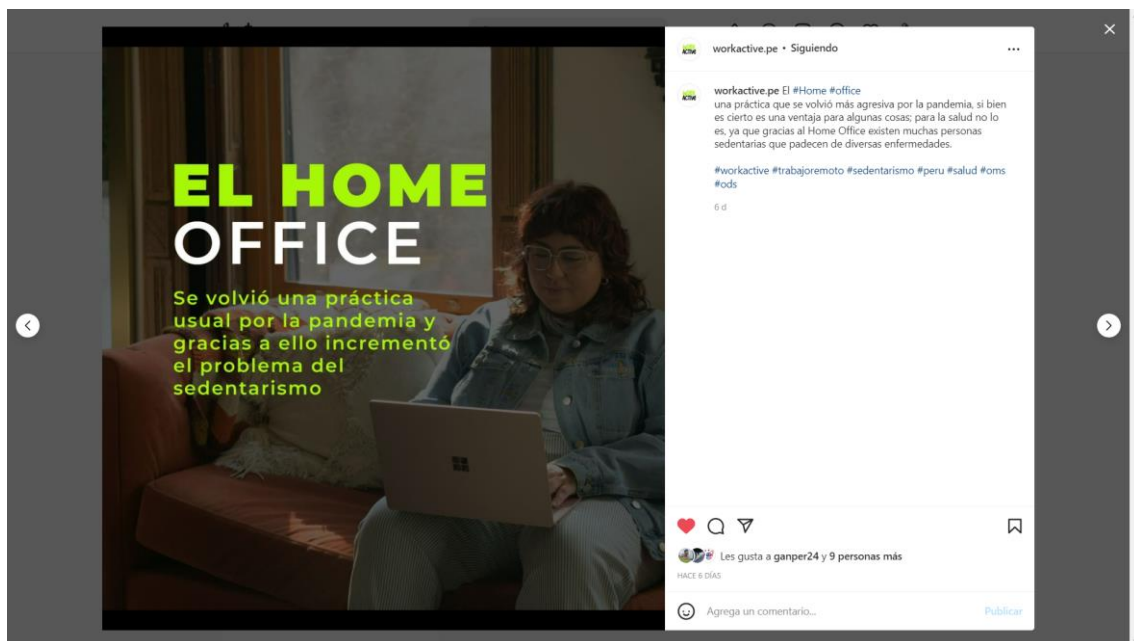 EL HOME
OFFICE
Se volvió una práctica
usual por la pandemia y
gracias a ello incrementó
el problema del
sedentarismo
ACTIVE
workactive.pe • Siguiendo
ACTIVE
workactive.pe El #Home #office
una práctica que se volvió más agresiva por la pandemia, si bien
es cierto es una ventaja para algunas cosas; para la salud no lo
es, ya que gracias al Home Office existen muchas personas
sedentarias que padecen de diversas enfermedades.
#workactive #trabajoremoto #sedentarismo #peru #salud #oms
#ods
6 d
Les gusta a ganper24 y 9 personas más
HACE 6 DÍAS
Agrega un comentario...
Publicar